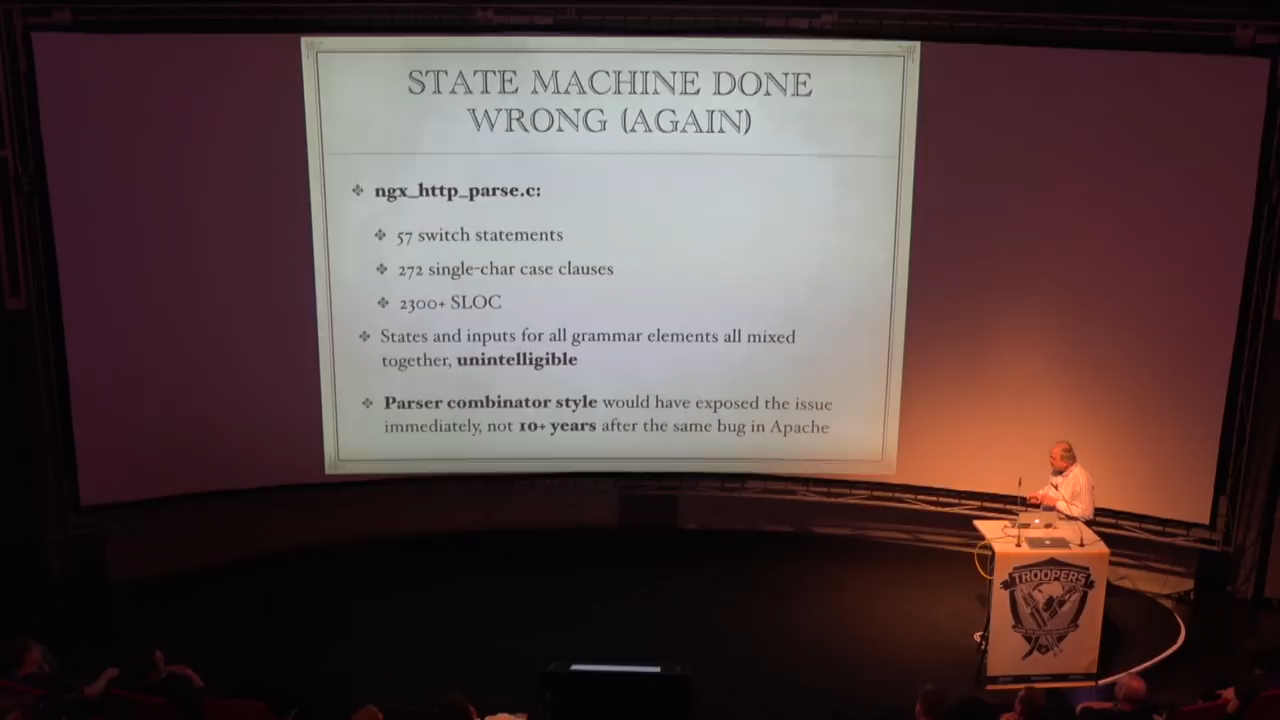 STATE MACHINE DONE
WRONG (AGAIN)
ngx_http_parse.c:
57 switch statements
272 single-char case clauses
2300+ SLOC
States and inputs for all grammar elements all mixed
together, unintelligible
Parser combinator style would have exposed the issue
immediately, not 10+ years after the same bug in Apache
TROOPERS